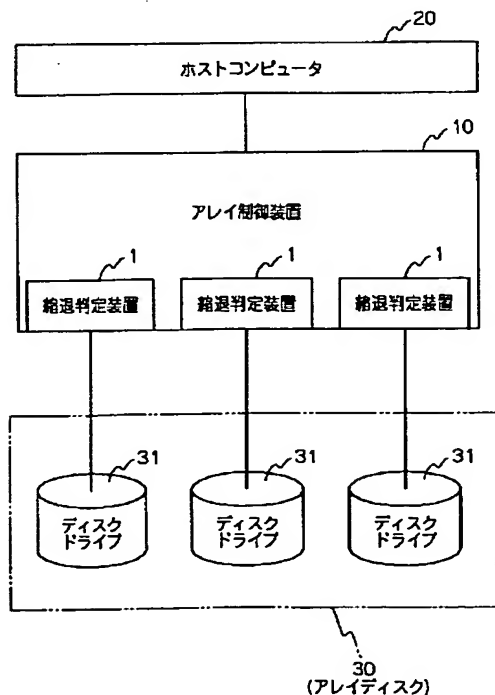 20
ホストコンピュータ
10
アレイ制御装置
1
1
1
縮退判定装置
縮退判定装置
縮退判定装置
31
31
31
ディスク
ドライブ
ディスク
ドライブ
ディスク
ドライブ
30
(アレイディスク)